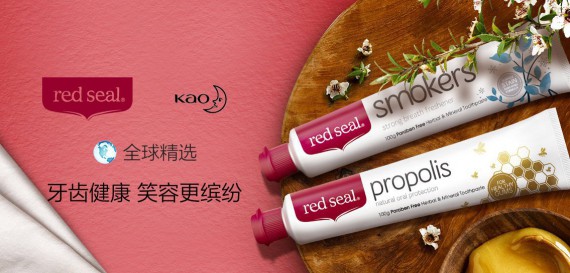 red seal®
Kao
全球精选
牙齿健康 笑容更缤纷
red seal®
smokers
strong breath freshener
100g Paraben Free Herbal & Mineral Toothpaste
red seal®
propolis
natural oral protection
100g Paraben Free Herbal & Mineral Toothpaste